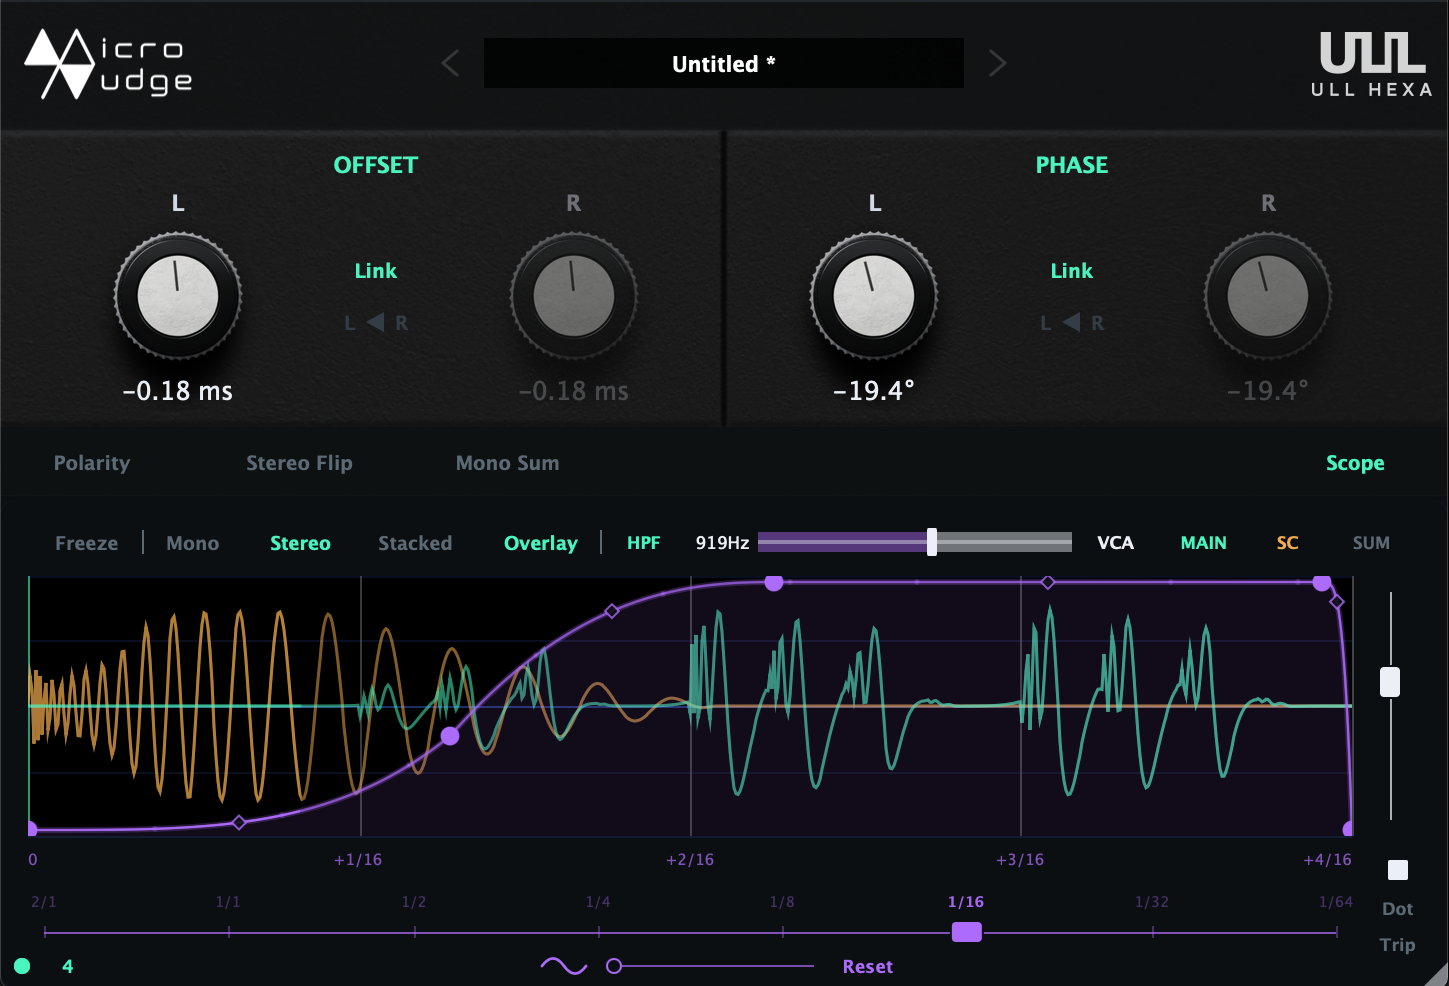 icro
udge
Untitled *
ULL
ULL HEXA
OFFSET
L
R
Link
L R
-0.18 ms
-0.18 ms
PHASE
L
R
Link
L R
-19.4°
-19.4°
Polarity
Stereo Flip
Mono Sum
Scope
Freeze
Mono
Stereo
Stacked
Overlay
HPF
919Hz
VCA
MAIN
SC
SUM
0
+1/16
+2/16
+3/16
+4/16
2/1
1/1
1/2
1/4
1/8
1/16
1/32
1/64
Dot
Trip
4
Reset